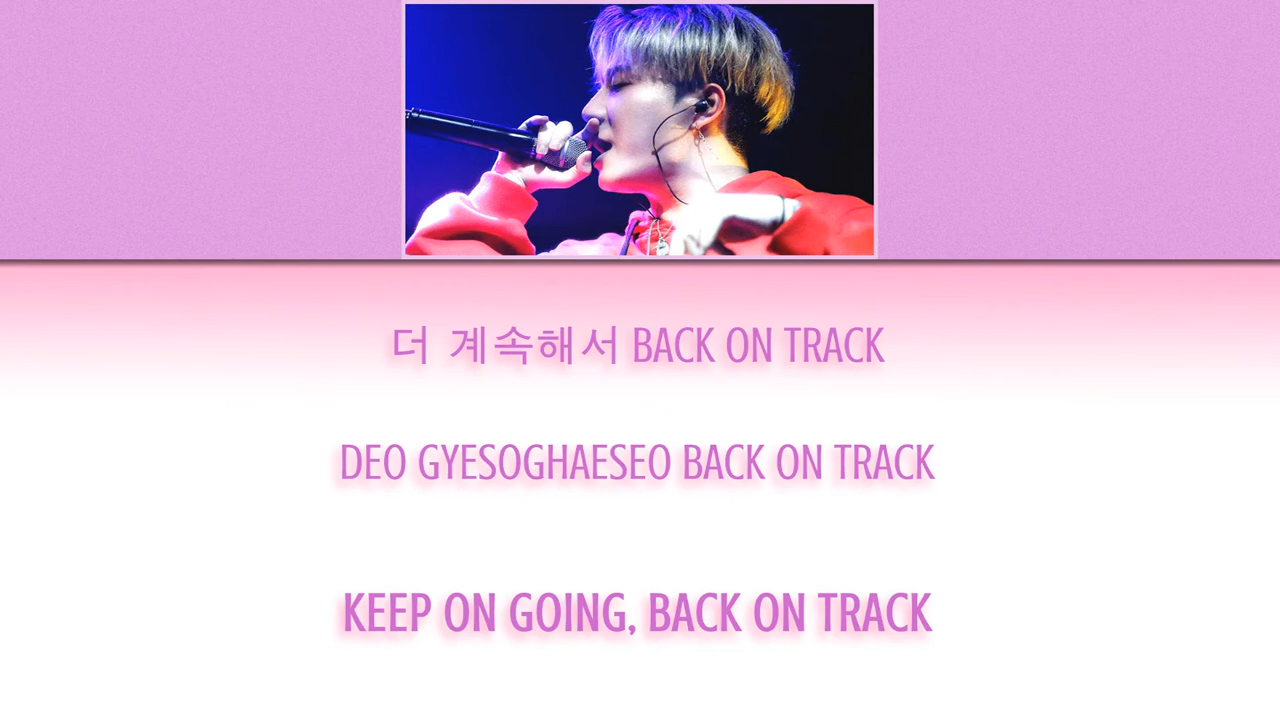 더 계속해서 BACK ON TRACK
DEO GYESOGHAESEO BACK ON TRACK
KEEP ON GOING, BACK ON TRACK